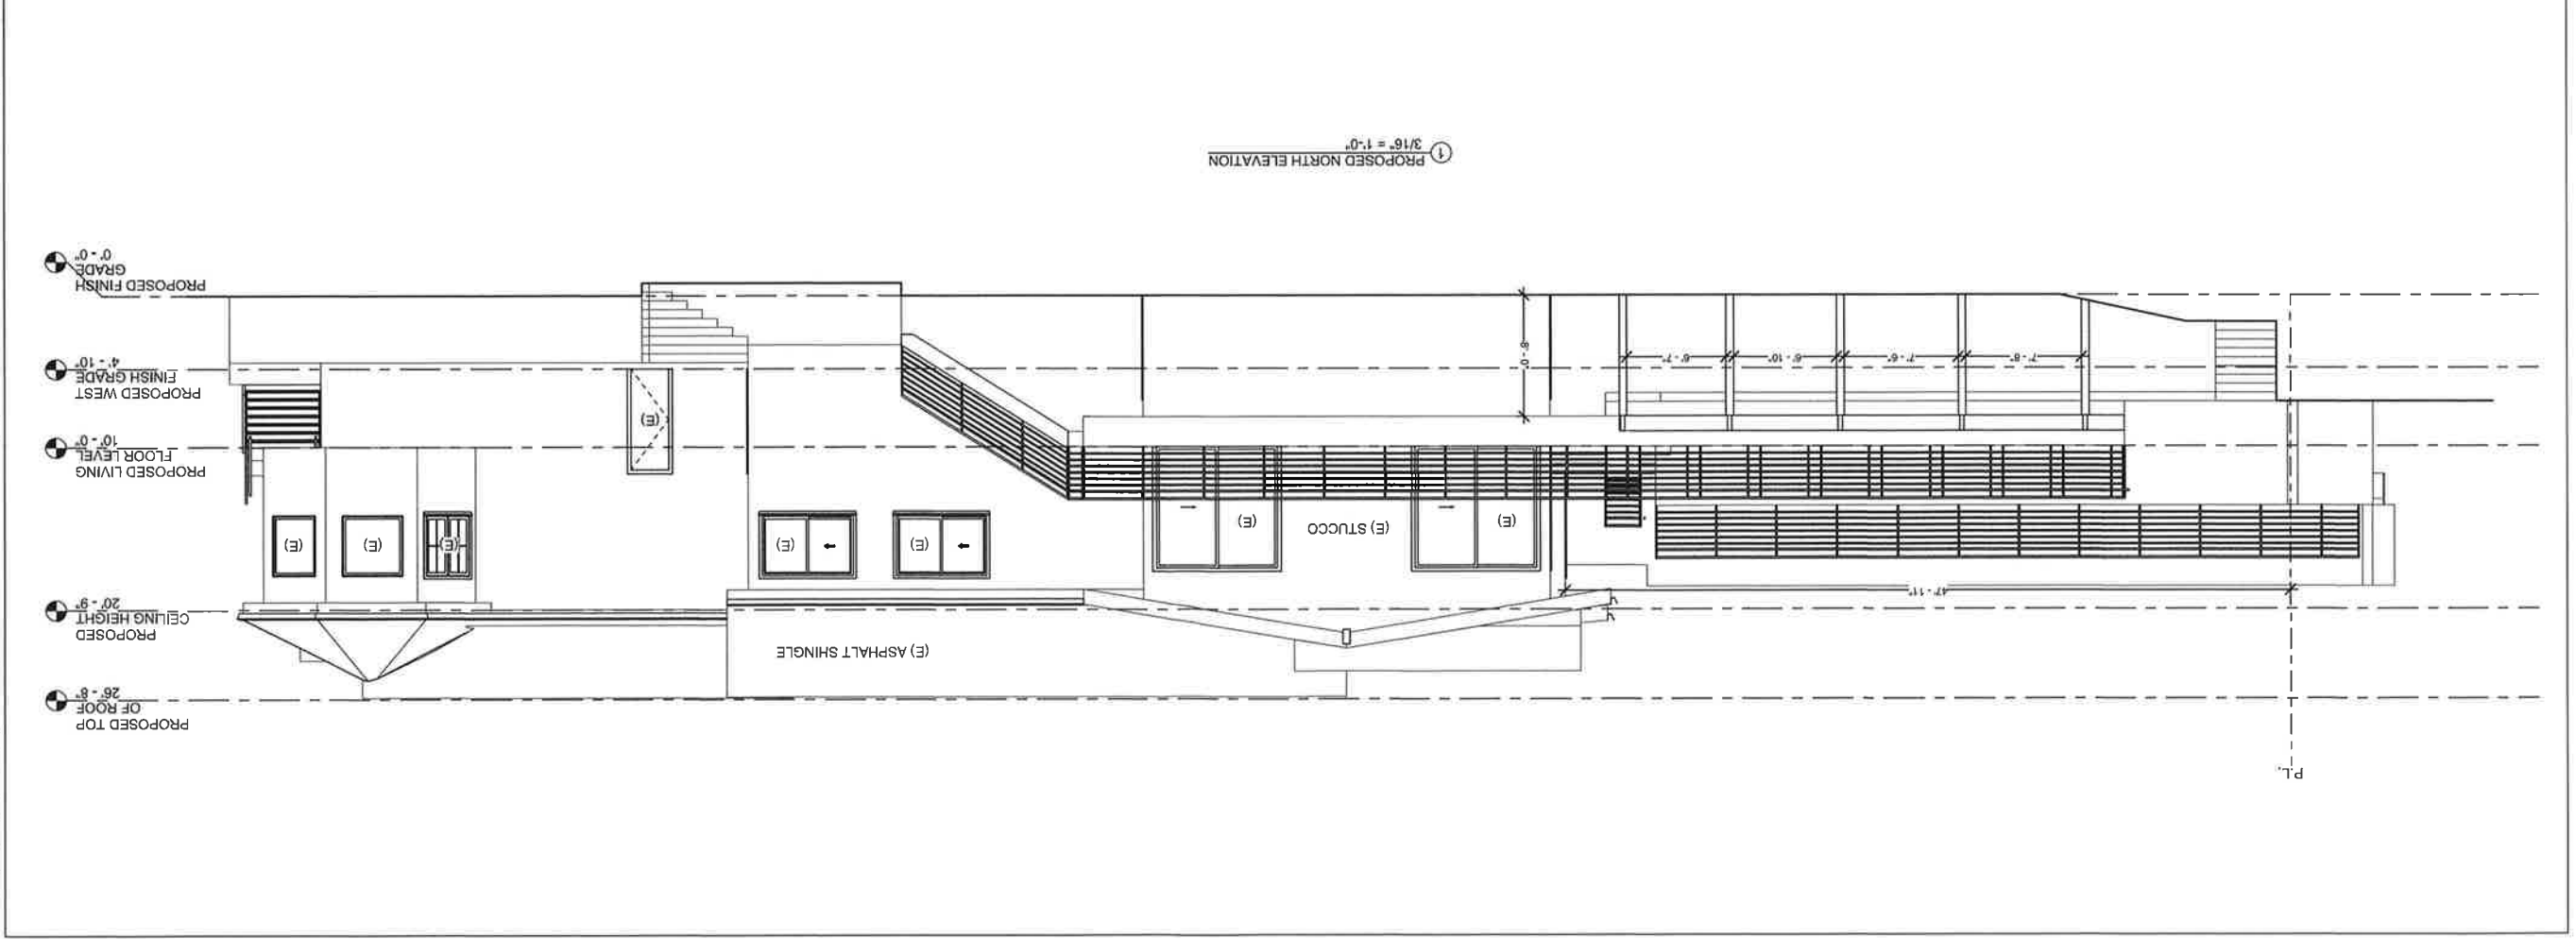 P.L.
PROPOSED TOP
OF ROOF
26' - 8"
(E) ASPHALT SHINGLE
PROPOSED
CEILING HEIGHT
20' - 9"
47' - 11"
(E)
(E) STUCCO
(E)
(E)
(E)
(E)
(E)
(E)
PROPOSED LIVING
FLOOR LEVEL
10' - 0"
(E)
PROPOSED WEST
FINISH GRADE
4' - 10"
7' - 8"
7' - 6"
6' - 10"
6' - 7"
8' - 0"
PROPOSED FINISH
GRADE
0' - 0"
1
PROPOSED NORTH ELEVATION
3/16" = 1'-0"